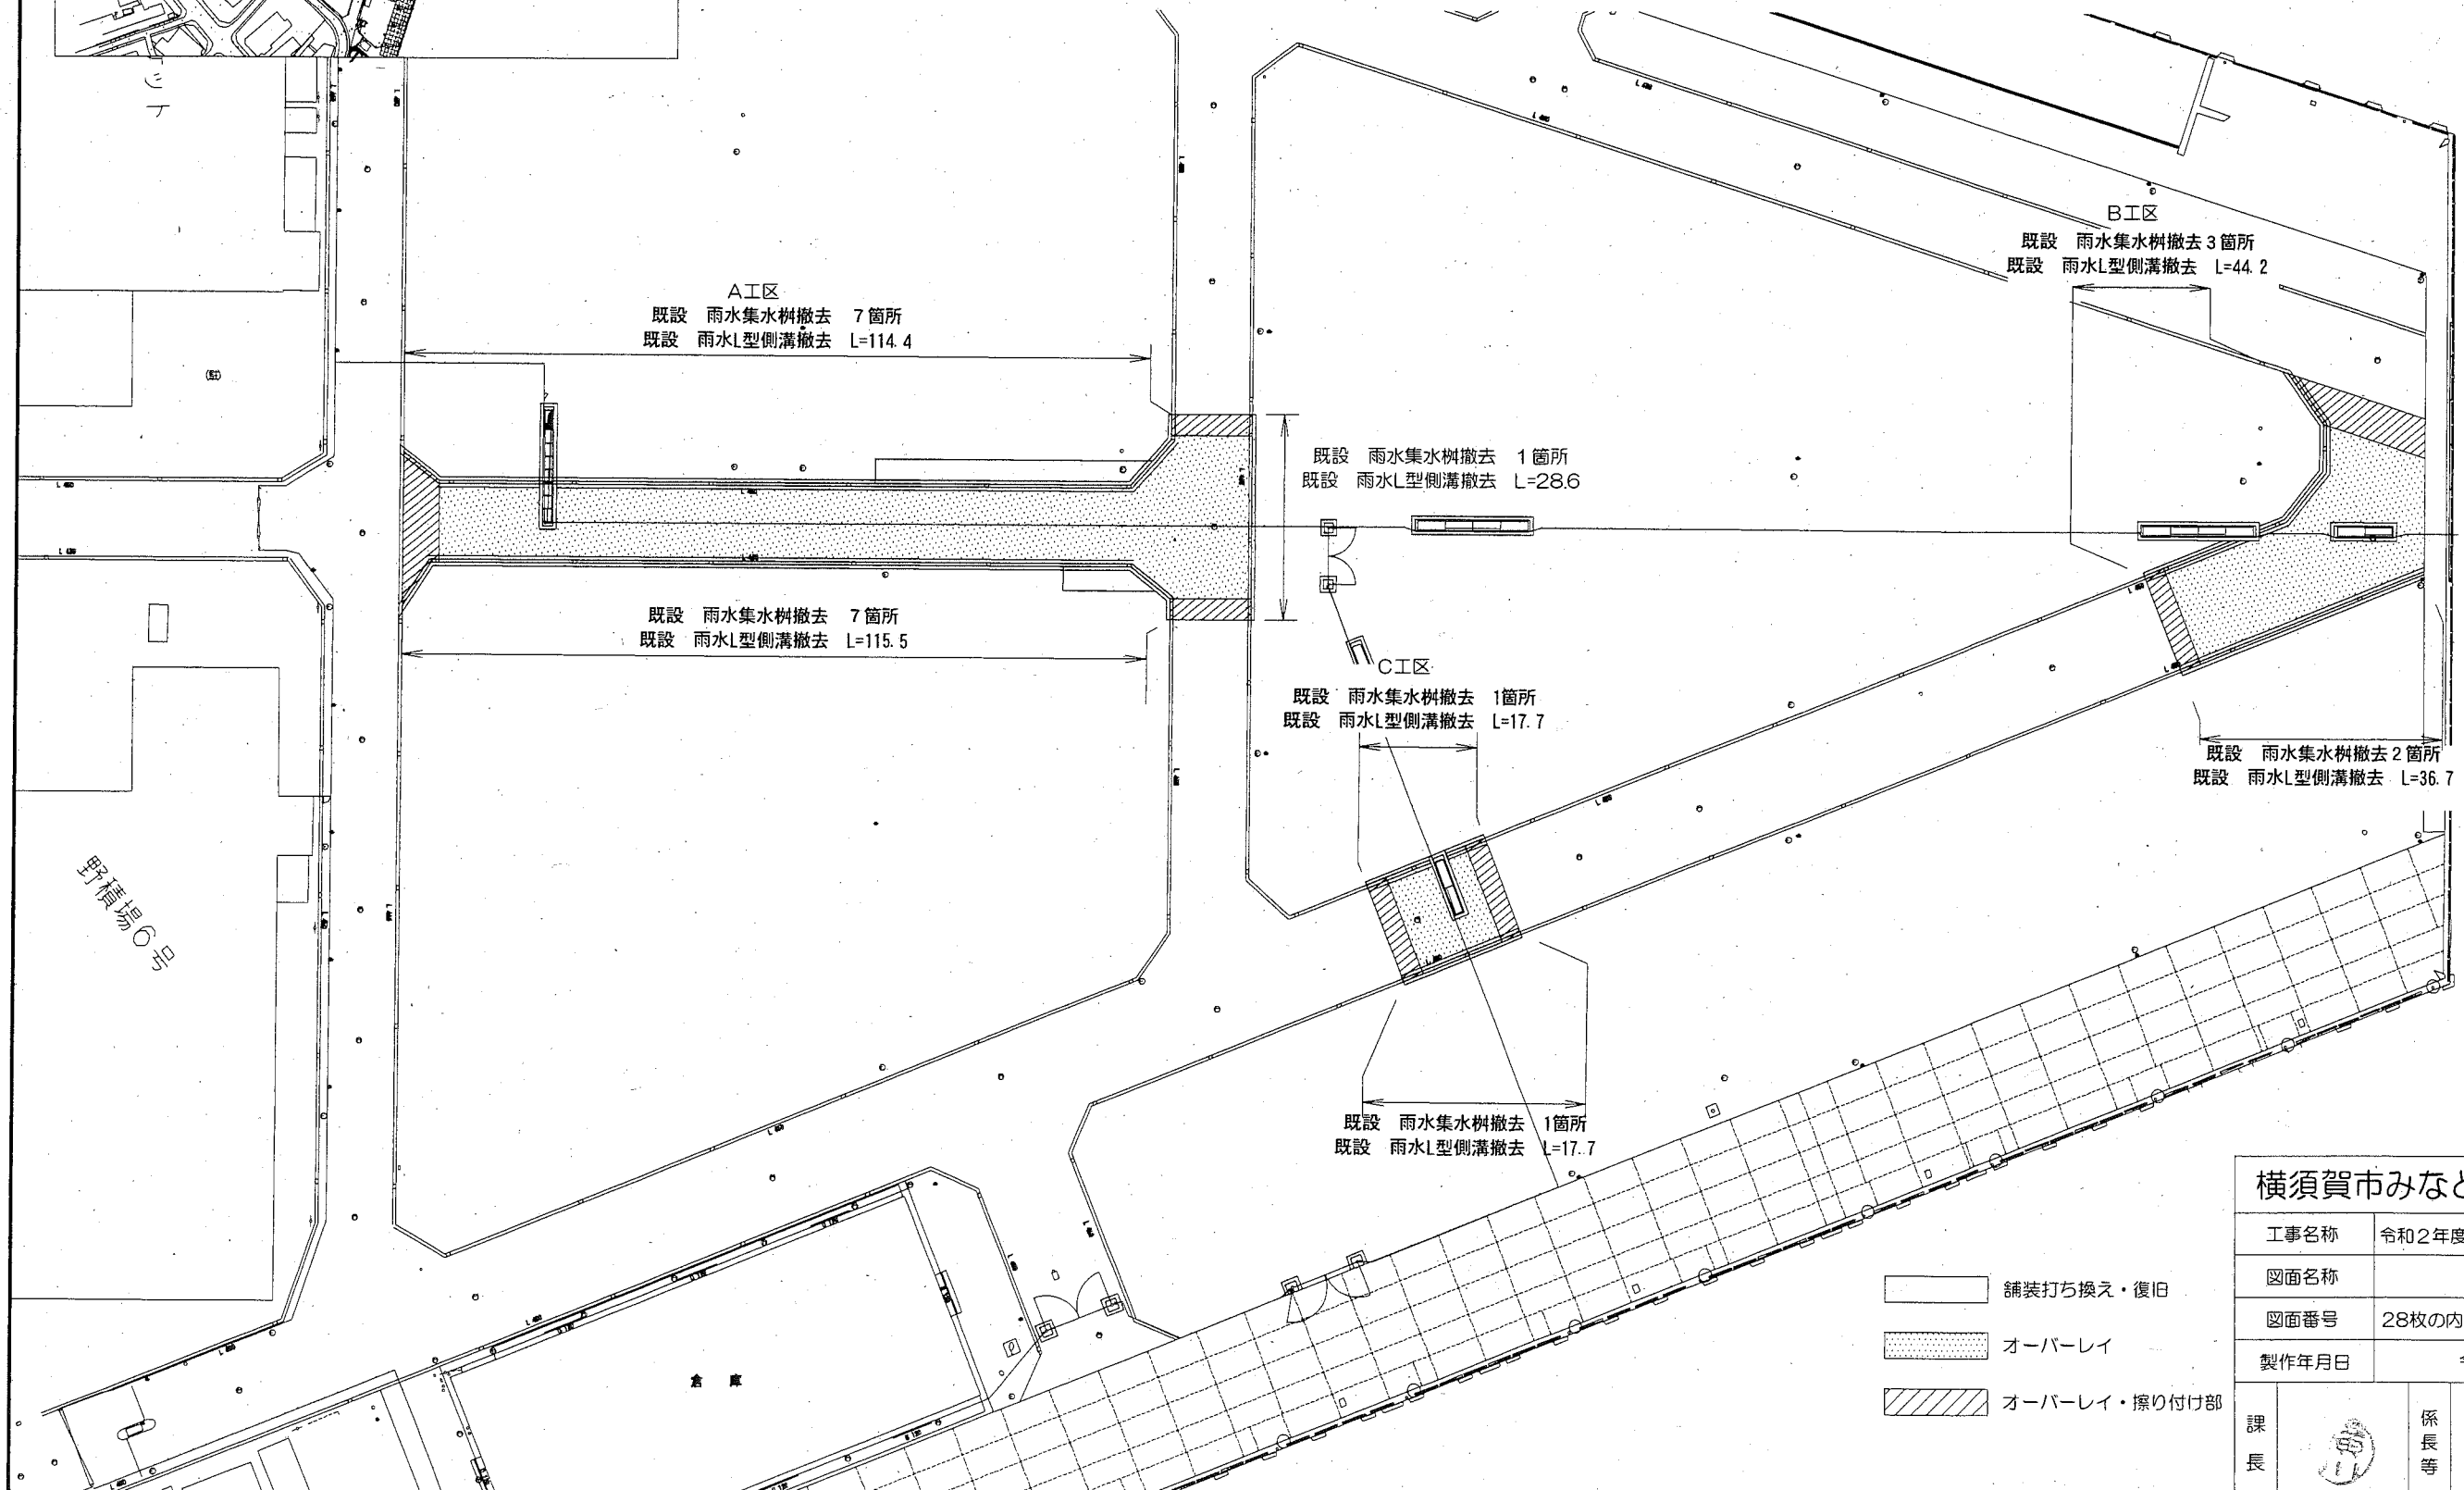 ット
A工区
既設　雨水集水桝撤去　7箇所
既設　雨水L型側溝撤去　L=114.4
B工区
既設　雨水集水桝撤去3箇所
既設　雨水L型側溝撤去　L=44.2
既設　雨水集水桝撤去　1箇所
既設　雨水L型側溝撤去　L=28.6
既設　雨水集水桝撤去　7箇所
既設　雨水L型側溝撤去　L=115.5
C工区
既設　雨水集水桝撤去　1箇所
既設　雨水L型側溝撤去　L=17.7
既設　雨水集水桝撤去2箇所
既設　雨水L型側溝撤去　L=36.7
野積場6号
既設　雨水集水桝撤去　1箇所
既設　雨水L型側溝撤去　L=17.7
倉庫
舗装打ち換え・復旧
オーバーレイ
オーバーレイ・擦り付け部
横須賀市みなと
工事名称　令和2年度
図面名称
図面番号　28枚の内
製作年月日
課長
係長等